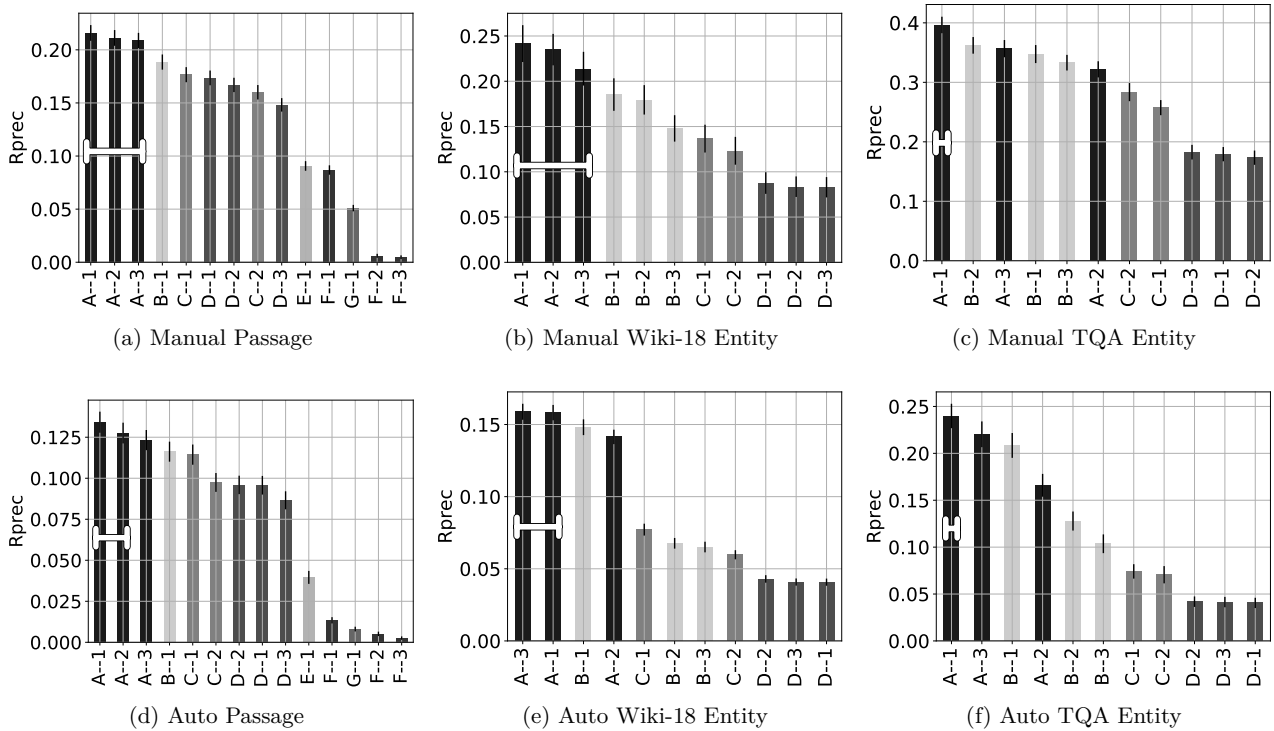 0.20
0.15
0.10
0.05
0.00
Rprec
A--1 A--2 A--3 B--1 C--1 D--1 D--2 C--2 D--3 E--1 F--1 G--1 F--2 F--3
(a) Manual Passage
0.25
0.20
0.15
0.10
0.05
0.00
Rprec
A--1 A--2 A--3 B--1 B--2 B--3 C--1 C--2 D--1 D--2 D--3
(b) Manual Wiki-18 Entity
0.4
0.3
0.2
0.1
0.0
Rprec
A--1 B--2 A--3 B--1 B--3 A--2 C--2 C--1 D--3 D--1 D--2
(c) Manual TQA Entity
0.125
0.100
0.075
0.050
0.025
0.000
Rprec
A--1 A--2 A--3 B--1 C--1 C--2 D--2 D--1 D--3 E--1 F--1 G--1 F--2 F--3
(d) Auto Passage
0.15
0.10
0.05
0.00
Rprec
A--3 A--1 B--1 A--2 C--1 B--2 B--3 C--2 D--2 D--3 D--1
(e) Auto Wiki-18 Entity
0.25
0.20
0.15
0.10
0.05
0.00
Rprec
A--1 A--3 B--1 A--2 B--2 B--3 C--1 C--2 D--2 D--3 D--1
(f) Auto TQA Entity